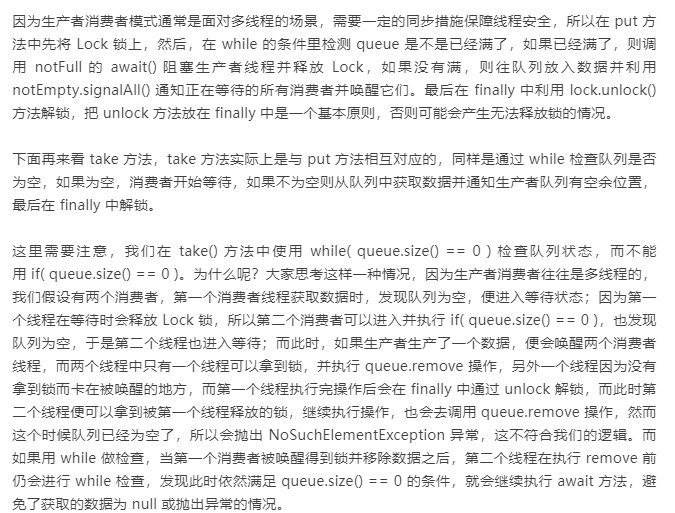 因为生产者消费者模式通常是面对多线程的场景，需要一定的同步措施保障线程安全，所以在 put 方
法中先将 Lock 锁上，然后，在 while 的条件里检测 queue 是不是已经满了，如果已经满了，则调
用 notFull 的 await() 阻塞生产者线程并释放 Lock，如果没有满，则往队列放入数据并利用
notEmpty.signalAll() 通知正在等待的所有消费者并唤醒它们。最后在 finally 中利用 lock.unlock()
方法解锁，把 unlock 方法放在 finally 中是一个基本原则，否则可能会产生无法释放锁的情况。
下面再来看 take 方法，take 方法实际上是与 put 方法相互对应的，同样是通过 while 检查队列是否
为空，如果为空，消费者开始等待，如果不为空则从队列中获取数据并通知生产者队列有空余位置，
最后在 finally 中解锁。
这里需要注意，我们在 take() 方法中使用 while( queue.size() == 0 ) 检查队列状态，而不能
用 if( queue.size() == 0 )。为什么呢？大家思考这样一种情况，因为生产者消费者往往是多线程的，
我们假设有两个消费者，第一个消费者线程获取数据时，发现队列为空，便进入等待状态；因为第一
个线程在等待时会释放 Lock 锁，所以第二个消费者可以进入并执行 if( queue.size() == 0 )，也发现
队列为空，于是第二个线程也进入等待；而此时，如果生产者生产了一个数据，便会唤醒两个消费者
线程，而两个线程中只有一个线程可以拿到锁，并执行 queue.remove 操作，另外一个线程因为没有
拿到锁而卡在被唤醒的地方，而第一个线程执行完操作后会在 finally 中通过 unlock 解锁，而此时第
二个线程便可以拿到被第一个线程释放的锁，继续执行操作，也会去调用 queue.remove 操作，然而
这个时候队列已经为空了，所以会抛出 NoSuchElementException 异常，这不符合我们的逻辑。而
如果用 while 做检查，当第一个消费者被唤醒得到锁并移除数据之后，第二个线程在执行 remove 前
仍会进行 while 检查，发现此时依然满足 queue.size() == 0 的条件，就会继续执行 await 方法，避
免了获取的数据为 null 或抛出异常的情况。